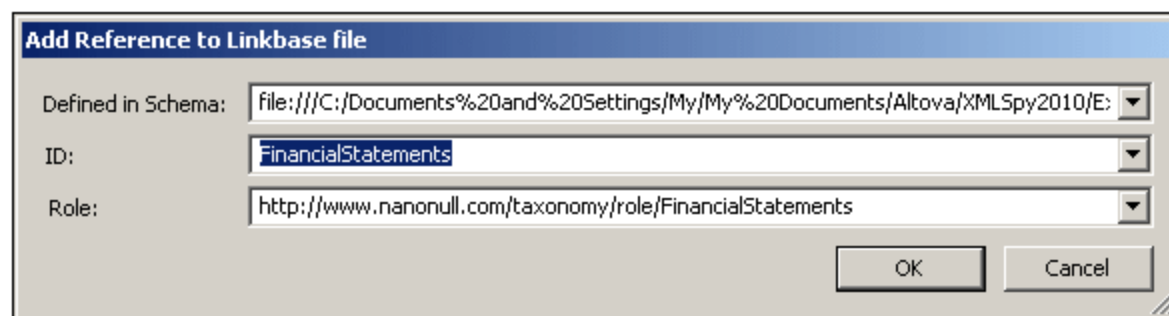 Add Reference to Linkbase file
Defined in Schema: file:///C:/Documents%20and%20Settings/My/My%20Documents/Altova/XMLSpy2010/E
ID: FinancialStatements
Role: http://www.nanonull.com/taxonomy/role/FinancialStatements
OK Cancel